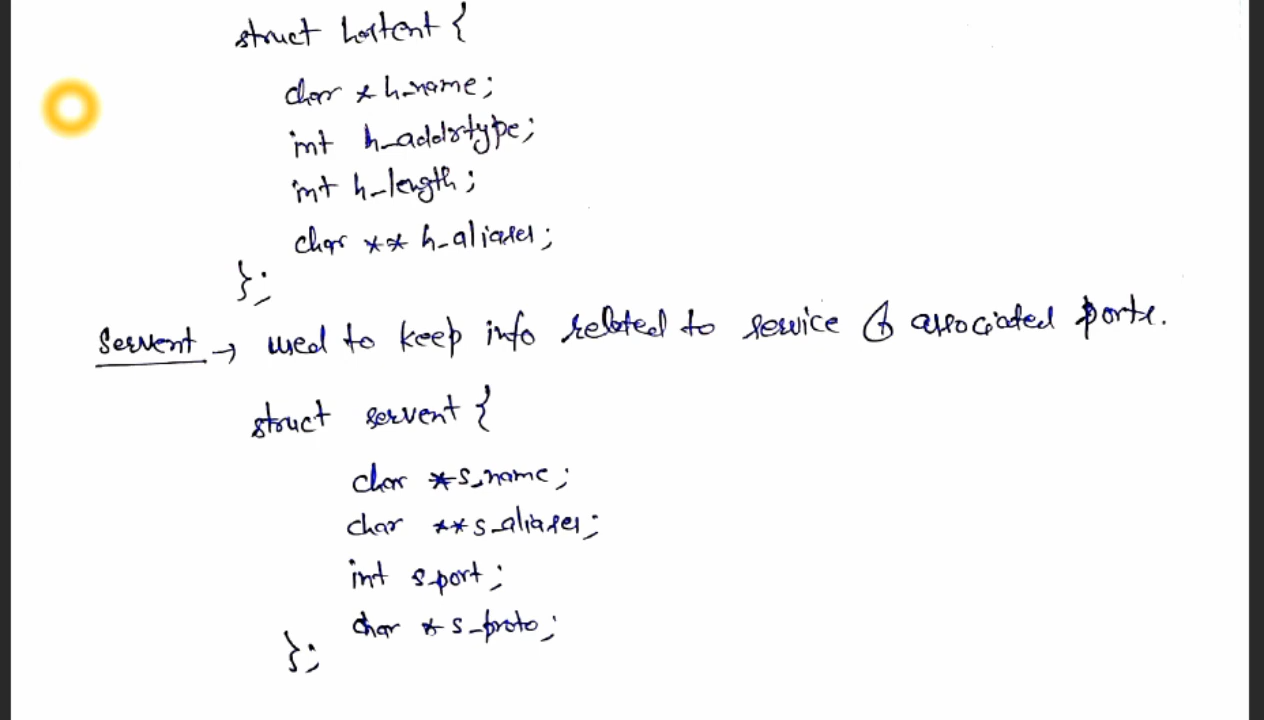 struct hostent {
char * h_name;
int h_addrtype;
int h_length;
char ** h_aliases;
};
Servent → used to keep info related to service & associated ports.
struct servent {
char *s_name;
char **s_aliases;
int s_port;
char *s_proto;
};